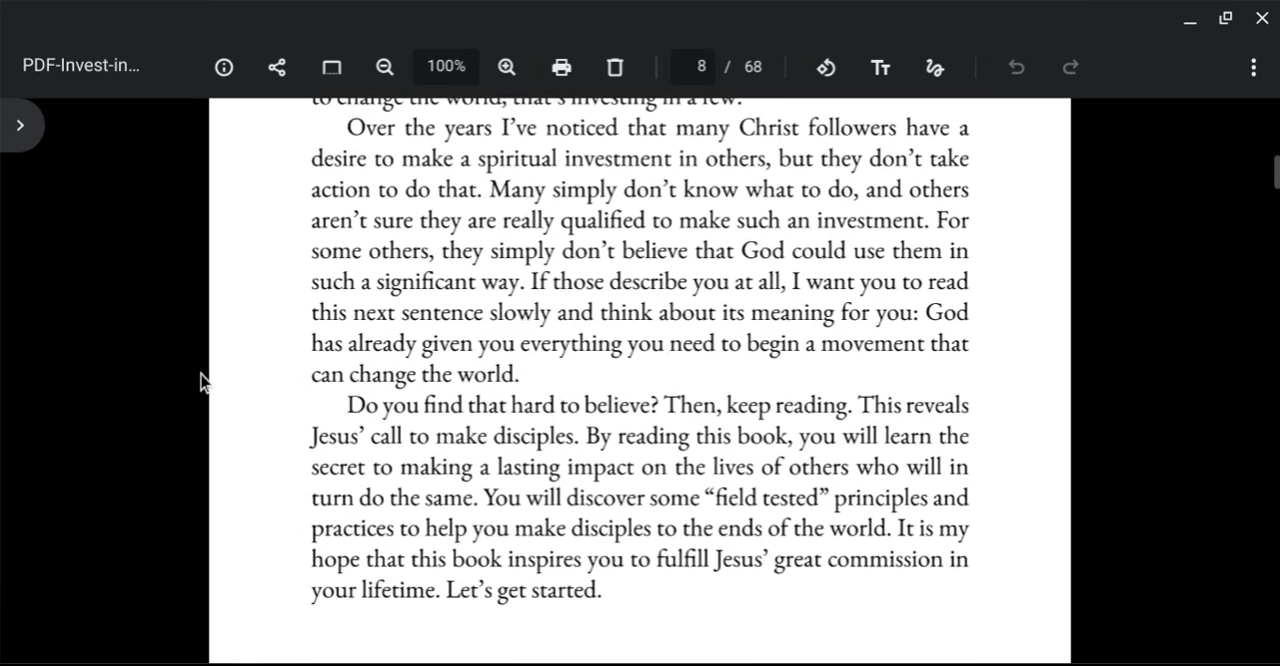 PDF-Invest-in...
100%
8 / 68
to change the world, that's investing in a few.
Over the years I've noticed that many Christ followers have a
desire to make a spiritual investment in others, but they don't take
action to do that. Many simply don't know what to do, and others
aren't sure they are really qualified to make such an investment. For
some others, they simply don't believe that God could use them in
such a significant way. If those describe you at all, I want you to read
this next sentence slowly and think about its meaning for you: God
has already given you everything you need to begin a movement that
can change the world.
Do you find that hard to believe? Then, keep reading. This reveals
Jesus' call to make disciples. By reading this book, you will learn the
secret to making a lasting impact on the lives of others who will in
turn do the same. You will discover some “field tested” principles and
practices to help you make disciples to the ends of the world. It is my
hope that this book inspires you to fulfill Jesus' great commission in
your lifetime. Let's get started.